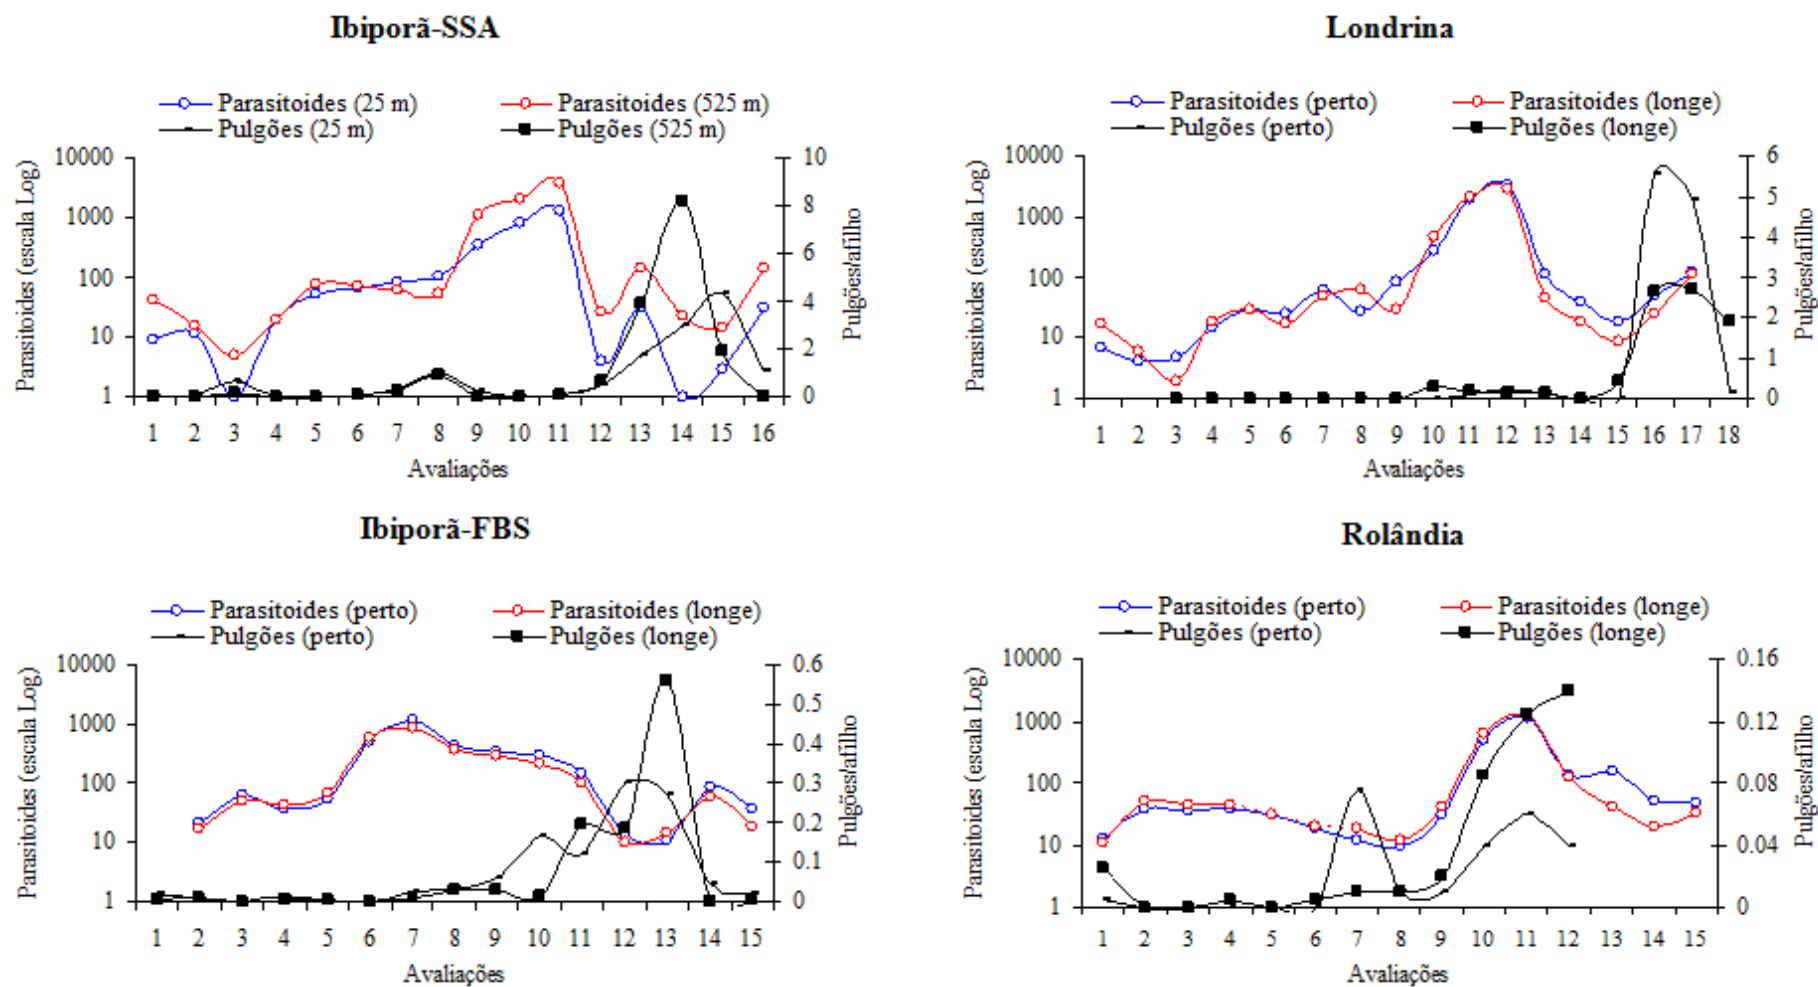 Ibiporã-SSA
Parasitoides (25 m) Parasitoides (525 m)
Pulgões (25 m) Pulgões (525 m)
Parasitoides (escala Log)
10000
1000
100
10
1
10
8
6
4
2
0
Pulgões/afilho
1 2 3 4 5 6 7 8 9 10 11 12 13 14 15 16
Avaliações
Londrina
Parasitoides (perto) Parasitoides (longe)
Pulgões (perto) Pulgões (longe)
Parasitoides (escala Log)
10000
1000
100
10
1
6
5
4
3
2
1
0
Pulgões/afilho
1 2 3 4 5 6 7 8 9 10 11 12 13 14 15 16 17 18
Avaliações
Ibiporã-FBS
Parasitoides (perto) Parasitoides (longe)
Pulgões (perto) Pulgões (longe)
Parasitoides (escala Log)
10000
1000
100
10
1
0.6
0.5
0.4
0.3
0.2
0.1
0
Pulgões/afilho
1 2 3 4 5 6 7 8 9 10 11 12 13 14 15
Avaliações
Rolândia
Parasitoides (perto) Parasitoides (longe)
Pulgões (perto) Pulgões (longe)
Parasitoides (escala Log)
10000
1000
100
10
1
0.16
0.12
0.08
0.04
0
Pulgões/afilho
1 2 3 4 5 6 7 8 9 10 11 12 13 14 15
Avaliações